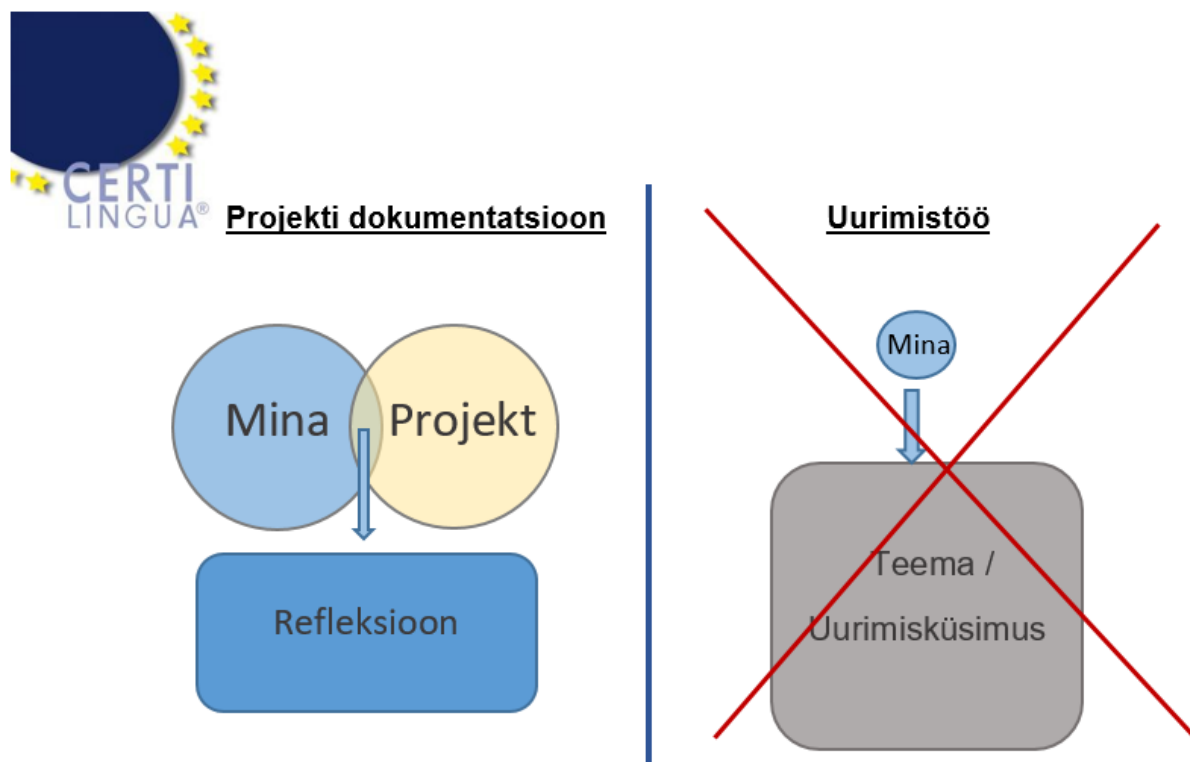 CERTI
LINGUA®
Projekti dokumentatsioon
Uurimistöö
Mina
Projekt
Refleksioon
Mina
Teema /
Uurimisküsimus